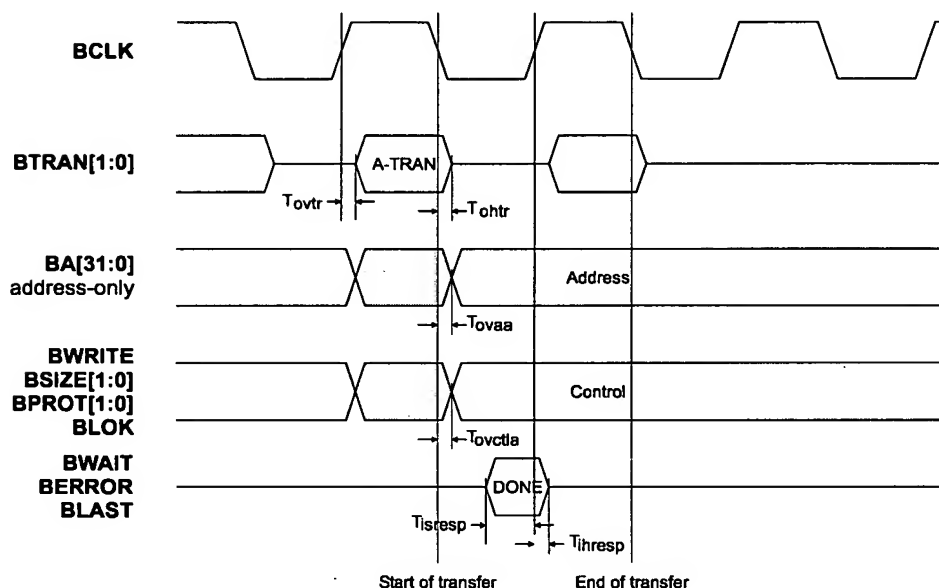 BCLK
BTRAN[1:0]
A-TRAN
Tovtr
Tohtr
BA[31:0]
address-only
Address
Tovaa
BWRITE
BSIZE[1:0]
BPROT[1:0]
BLOK
Control
Tovctla
BWAIT
BERROR
BLAST
DONE
Tisresp
Tihresp
Start of transfer
End of transfer